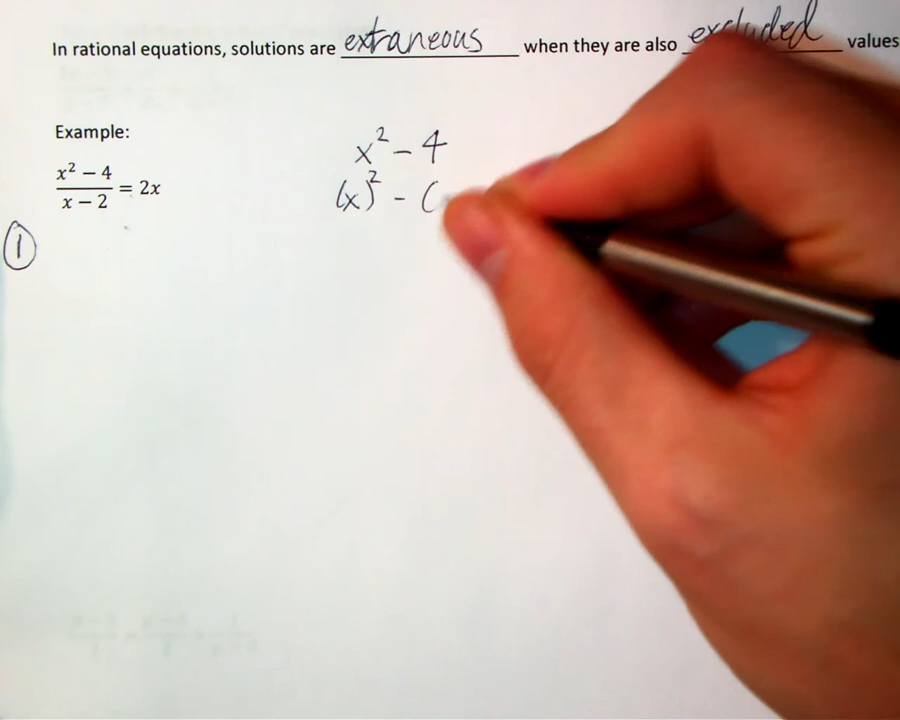 In rational equations, solutions are extraneous when they are also excluded values
Example:
x² − 4 / x − 2 = 2x
x² − 4
(x)² − (
①